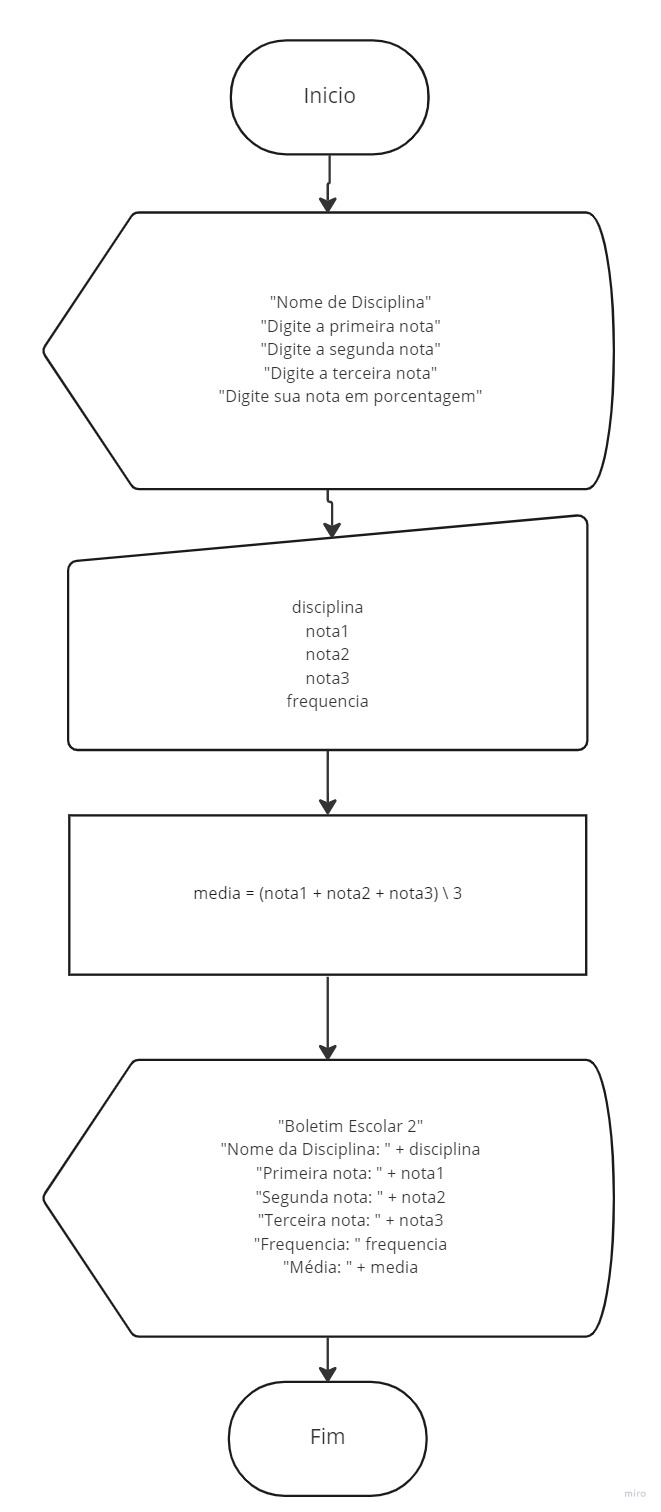 Inicio
"Nome de Disciplina"
"Digite a primeira nota"
"Digite a segunda nota"
"Digite a terceira nota"
"Digite sua nota em porcentagem"
disciplina
nota1
nota2
nota3
frequencia
media = (nota1 + nota2 + nota3) \ 3
"Boletim Escolar 2"
"Nome da Disciplina: " + disciplina
"Primeira nota: " + nota1
"Segunda nota: " + nota2
"Terceira nota: " + nota3
"Frequencia: " frequencia
"Média: " + media
Fim
miro